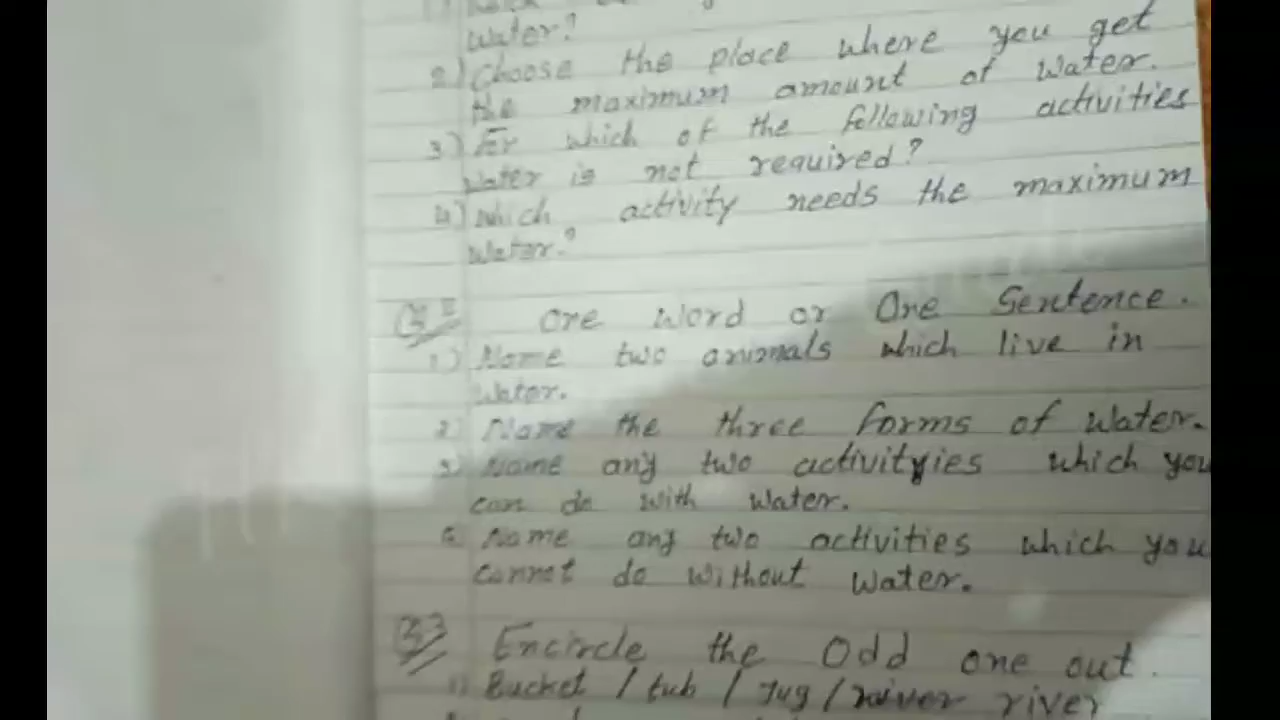 water?
2) Choose the place where you get
the maximum amount of water.
3) For which of the following activities
water is not required?
4) which activity needs the maximum
water?
Q II One word or One Sentence.
1) Name two animals which live in
water.
2) Name the three forms of water.
3) Name any two activityies which you
can do with water.
Name any two activities which you
cannot do without water.
Q3 Encircle the Odd one out.
1) Bucket / tub / Jug / river river